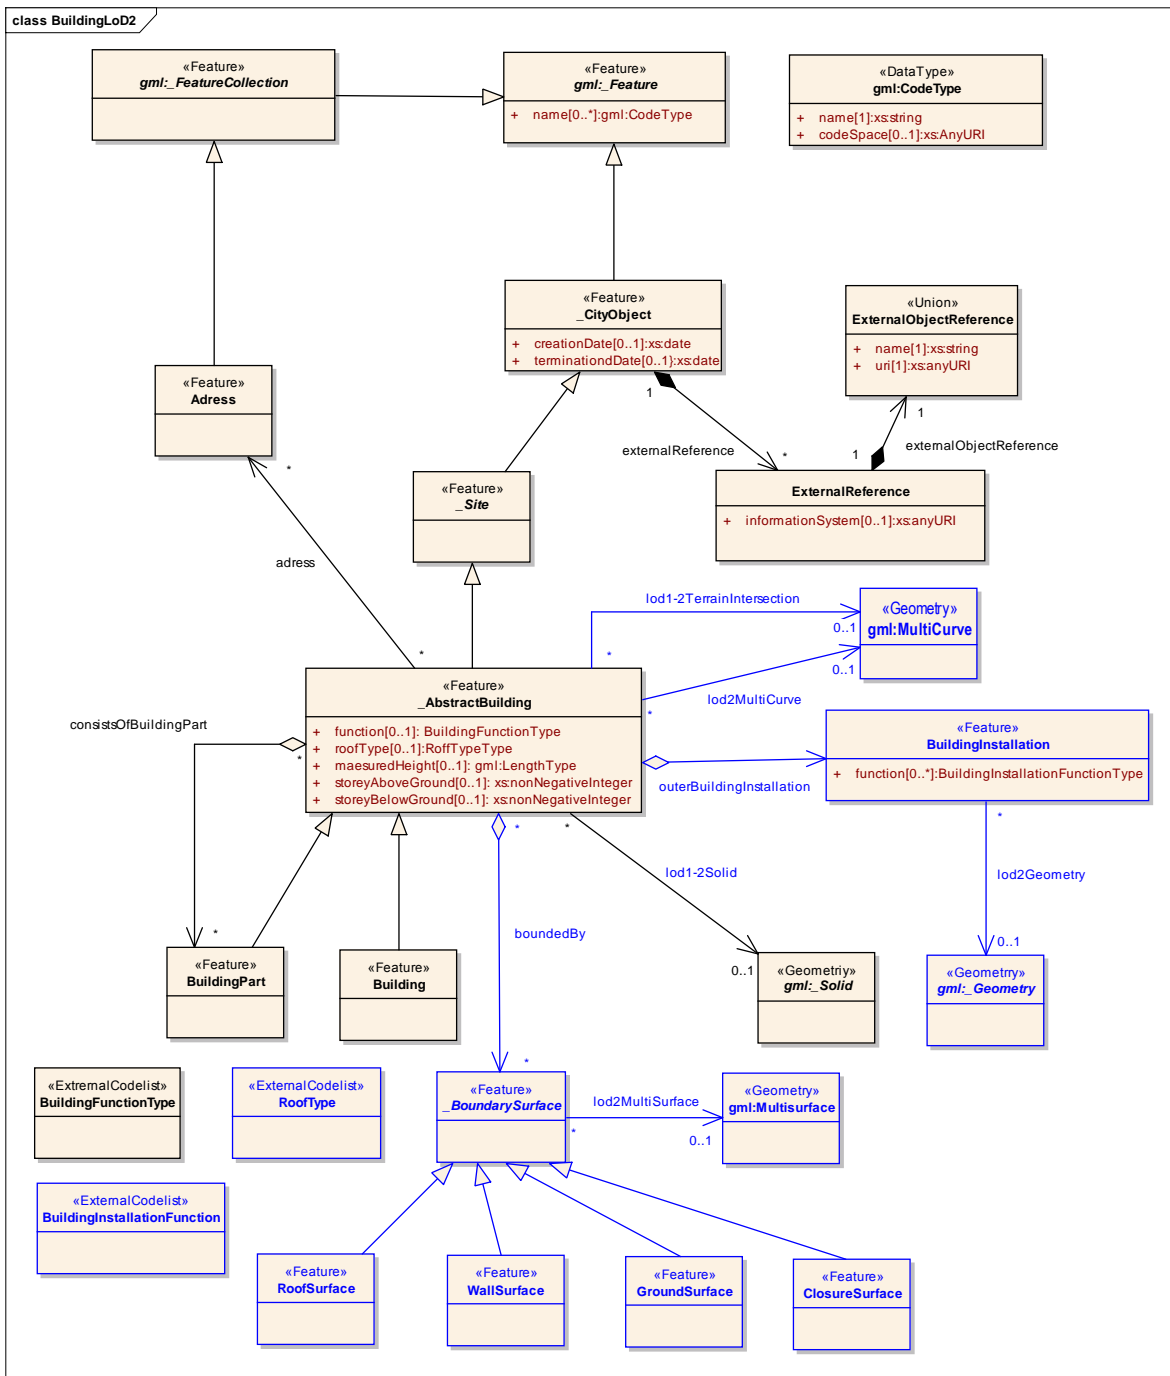 class BuildingLoD2
«Feature»
gml:_FeatureCollection
«Feature»
gml:_Feature
+ name[0..*]:gml:CodeType
«DataType»
gml:CodeType
+ name[1]:xs:string
+ codeSpace[0..1]:xs:AnyURI
«Feature»
_CityObject
+ creationDate[0..1]:xs:date
+ terminationdDate[0..1}:xs:date
«Union»
ExternalObjectReference
+ name[1]:xs:string
+ uri[1]:xs:anyURI
«Feature»
Adress
1
*
externalReference
1
1
externalObjectReference
ExternalReference
+ informationSystem[0..1]:xs:anyURI
«Feature»
_Site
*
adress
*
lod1-2TerrainIntersection
*
0..1
«Geometry»
gml:MultiCurve
lod2MultiCurve
*
0..1
«Feature»
_AbstractBuilding
+ function[0..1]: BuildingFunctionType
+ roofType[0..1]:RoffTypeType
+ maesuredHeight[0..1]: gml:LengthType
+ storeyAboveGround[0..1]: xs:nonNegativeInteger
+ storeyBelowGround[0..1]: xs:nonNegativeInteger
consistsOfBuildingPart
*
*
outerBuildingInstallation
«Feature»
BuildingInstallation
+ function[0..*]:BuildingInstallationFunctionType
*
lod2Geometry
0..1
*
boundedBy
*
*
lod1-2Solid
0..1
«Feature»
BuildingPart
«Feature»
Building
«Geometriy»
gml:_Solid
«Geometrry»
gml:_Geometry
«ExtrernalCodelist»
BuildingFunctionType
«ExternalCodelist»
RoofType
«Feature»
_BoundarySurface
lod2MultiSurface
*
0..1
«Geometry»
gml:Multisurface
«ExternalCodelist»
BuildingInstallationFunction
«Feature»
RoofSurface
«Feature»
WallSurface
«Feature»
GroundSurface
«Feature»
ClosureSurface